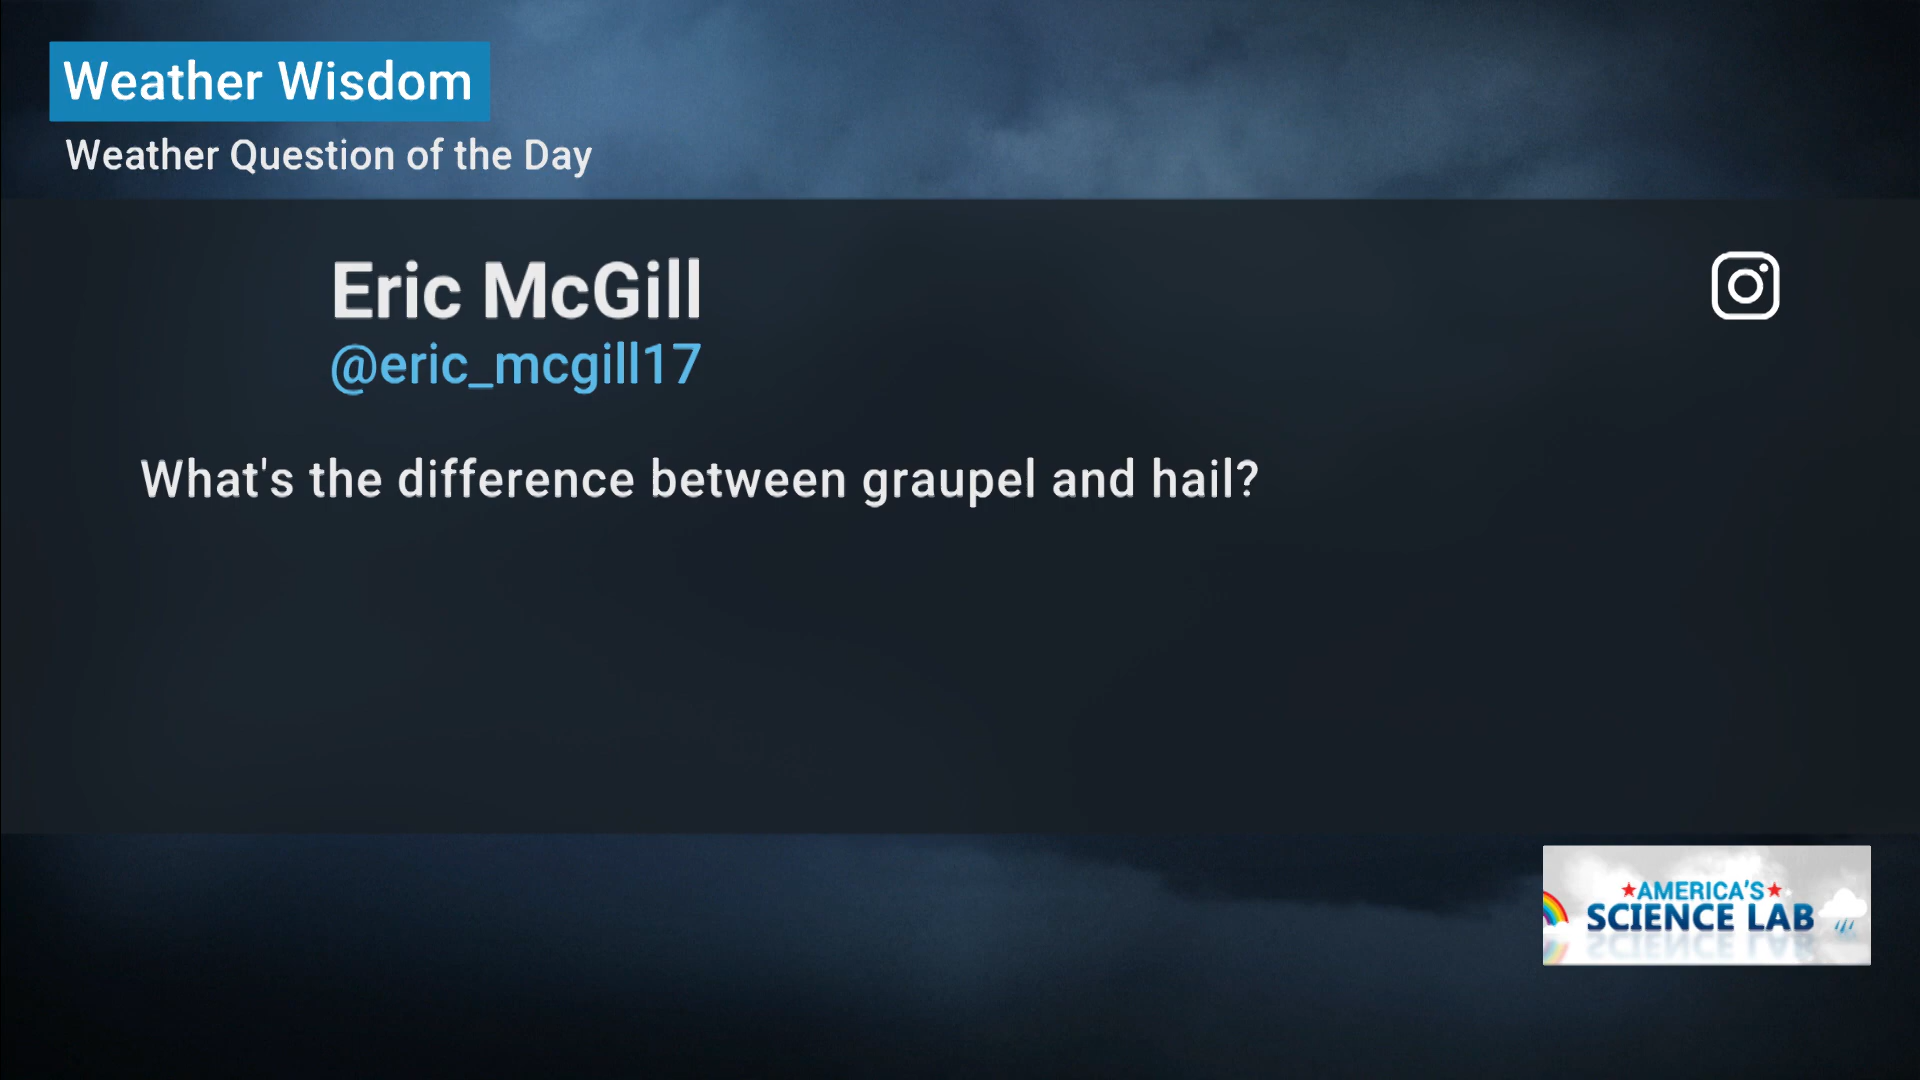 Weather Wisdom
Weather Question of the Day
Eric McGill
@eric_mcgill17
What's the difference between graupel and hail?
AMERICA'S
SCIENCE LAB